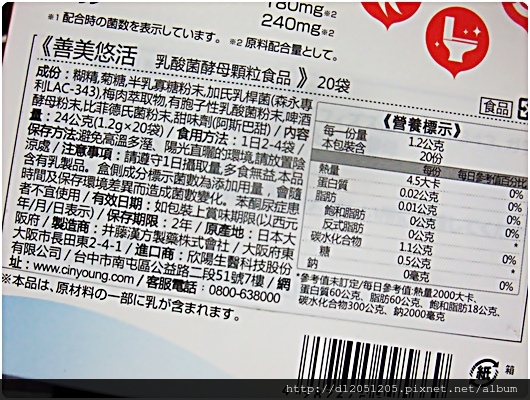 180mg※2
240mg※2
※1 配合時の菌数を表示しています。 ※2 原料配合量として。
《善美悠活 乳酸菌酵母顆粒食品 》 20袋
食品
成份：糊精,菊糖,半乳寡糖粉末,加氏乳桿菌(森永專
利LAC-343),梅肉萃取物,有胞子性乳酸菌粉末,啤酒
酵母粉末,比菲德氏菌粉末,甜味劑(阿斯巴甜) / 內容
量：24公克(1.2g×20袋) / 食用方法：1日2-4袋 /
保存方法:避免高溫多溼、陽光直曬的環境,請放置陰
涼處 / 注意事項：請遵守1日攝取量,多食無益.本品
含有乳製品。盒側成分標示菌數為添加用量，會隨
時間及保存環境差異而造成菌數變化。苯酮尿症患
者不宜使用 / 有效日期：如包裝上賞味期限(以西元
年/月/日表示) / 保存期限：2年 / 原產地：日本大
阪府 / 製造商：井藤漢方製藥株式會社 / 大阪府東
大阪市長田東2-4-1 / 進口商：欣陽生醫科技股份
有限公司 / 台中市南屯區公益路二段51號7樓 / 網
址：www.cinyoung.com / 客服電話：0800-638000
※本品は、原材料の一部に乳が含まれます。
《營養標示》
每一份量 1.2公克
本包裝含 20份
每份 每日參考值百分比
熱量 4.5大卡 0%
蛋白質 0.02公克 0%
脂肪 0.01公克 0%
飽和脂肪 0公克 0%
反式脂肪 0公克 *
碳水化合物 1.1公克 0%
糖 0.5公克 *
鈉 0毫克 0%
*參考值未訂定/每日參考值:熱量2000大卡、
蛋白質60公克、脂肪60公克、飽和脂肪18公克、
碳水化合物300公克、鈉2000毫克
紙
箱
http://d12051205.pixnet.net/album